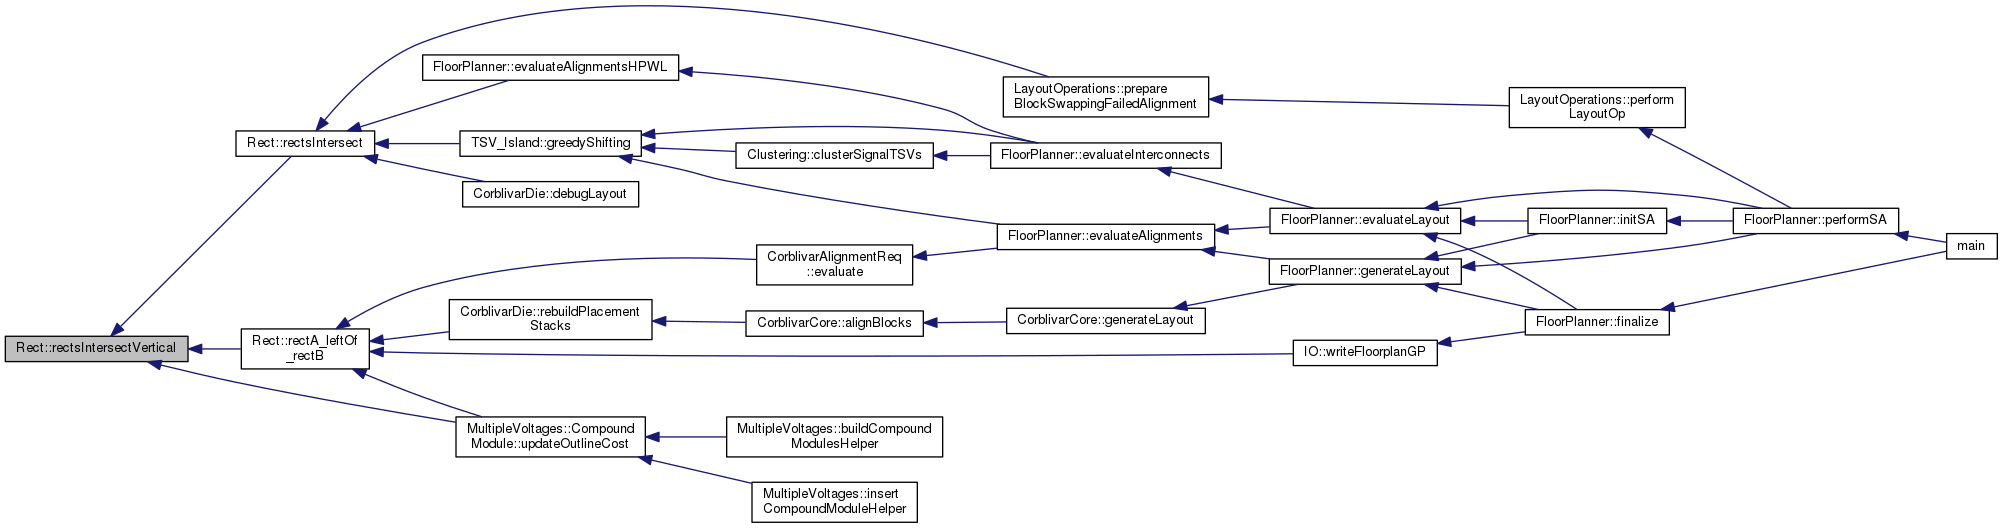 Rect::rectsIntersectVertical
Rect::rectsIntersect
Rect::rectA_leftOf
_rectB
FloorPlanner::evaluateAlignmentsHPWL
TSV_Island::greedyShifting
CorblivarDie::debugLayout
CorblivarDie::rebuildPlacement
Stacks
MultipleVoltages::Compound
Module::updateOutlineCost
Clustering::clusterSignalTSVs
CorblivarAlignmentReq
::evaluate
CorblivarCore::alignBlocks
MultipleVoltages::buildCompound
ModulesHelper
MultipleVoltages::insert
CompoundModuleHelper
LayoutOperations::prepare
BlockSwappingFailedAlignment
FloorPlanner::evaluateInterconnects
FloorPlanner::evaluateAlignments
CorblivarCore::generateLayout
FloorPlanner::evaluateLayout
FloorPlanner::generateLayout
IO::writeFloorplanGP
LayoutOperations::perform
LayoutOp
FloorPlanner::initSA
FloorPlanner::finalize
FloorPlanner::performSA
main